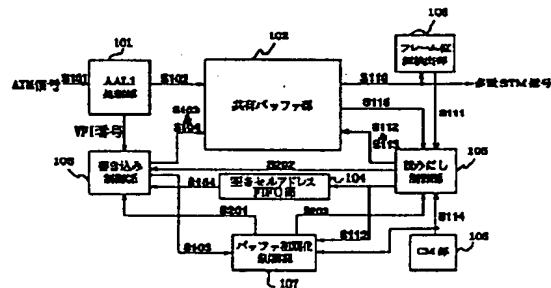 101
102
108
フレーム位
相検出部
ATM信号
S101
AAL1
処理部
S102
共有バッファ部
S110
多重STM信号
S115
S111
VPI番号
S103
S104
S112
S113
書き込み
制御部
S202
読みだし
制御部
105
S164
空きセルアドレス
FIFO部
104
S201
S203
S114
S103
バッファ初期化
制御部
S112
CM部
106
107